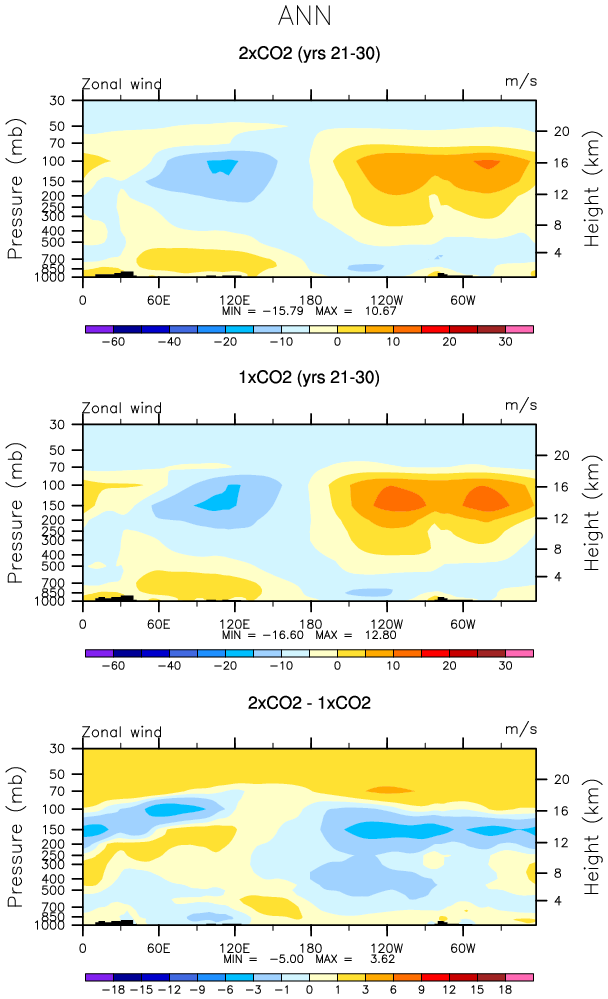 ANN
2xCO2 (yrs 21-30)
Zonal wind m/s
Pressure (mb)
30
50
70
100
150
200
250
300
400
500
700
850
1000
20
16
12
8
4
Height (km)
0 60E 120E 180 120W 60W
MIN = -15.79 MAX = 10.67
-60 -40 -20 -10 0 10 20 30
1xCO2 (yrs 21-30)
Zonal wind m/s
Pressure (mb)
30
50
70
100
150
200
250
300
400
500
700
850
1000
20
16
12
8
4
Height (km)
0 60E 120E 180 120W 60W
MIN = -16.60 MAX = 12.80
-60 -40 -20 -10 0 10 20 30
2xCO2 - 1xCO2
Zonal wind m/s
Pressure (mb)
30
50
70
100
150
200
250
300
400
500
700
850
1000
20
16
12
8
4
Height (km)
0 60E 120E 180 120W 60W
MIN = -5.00 MAX = 3.62
-18 -15 -12 -9 -6 -3 -1 0 1 3 6 9 12 15 18